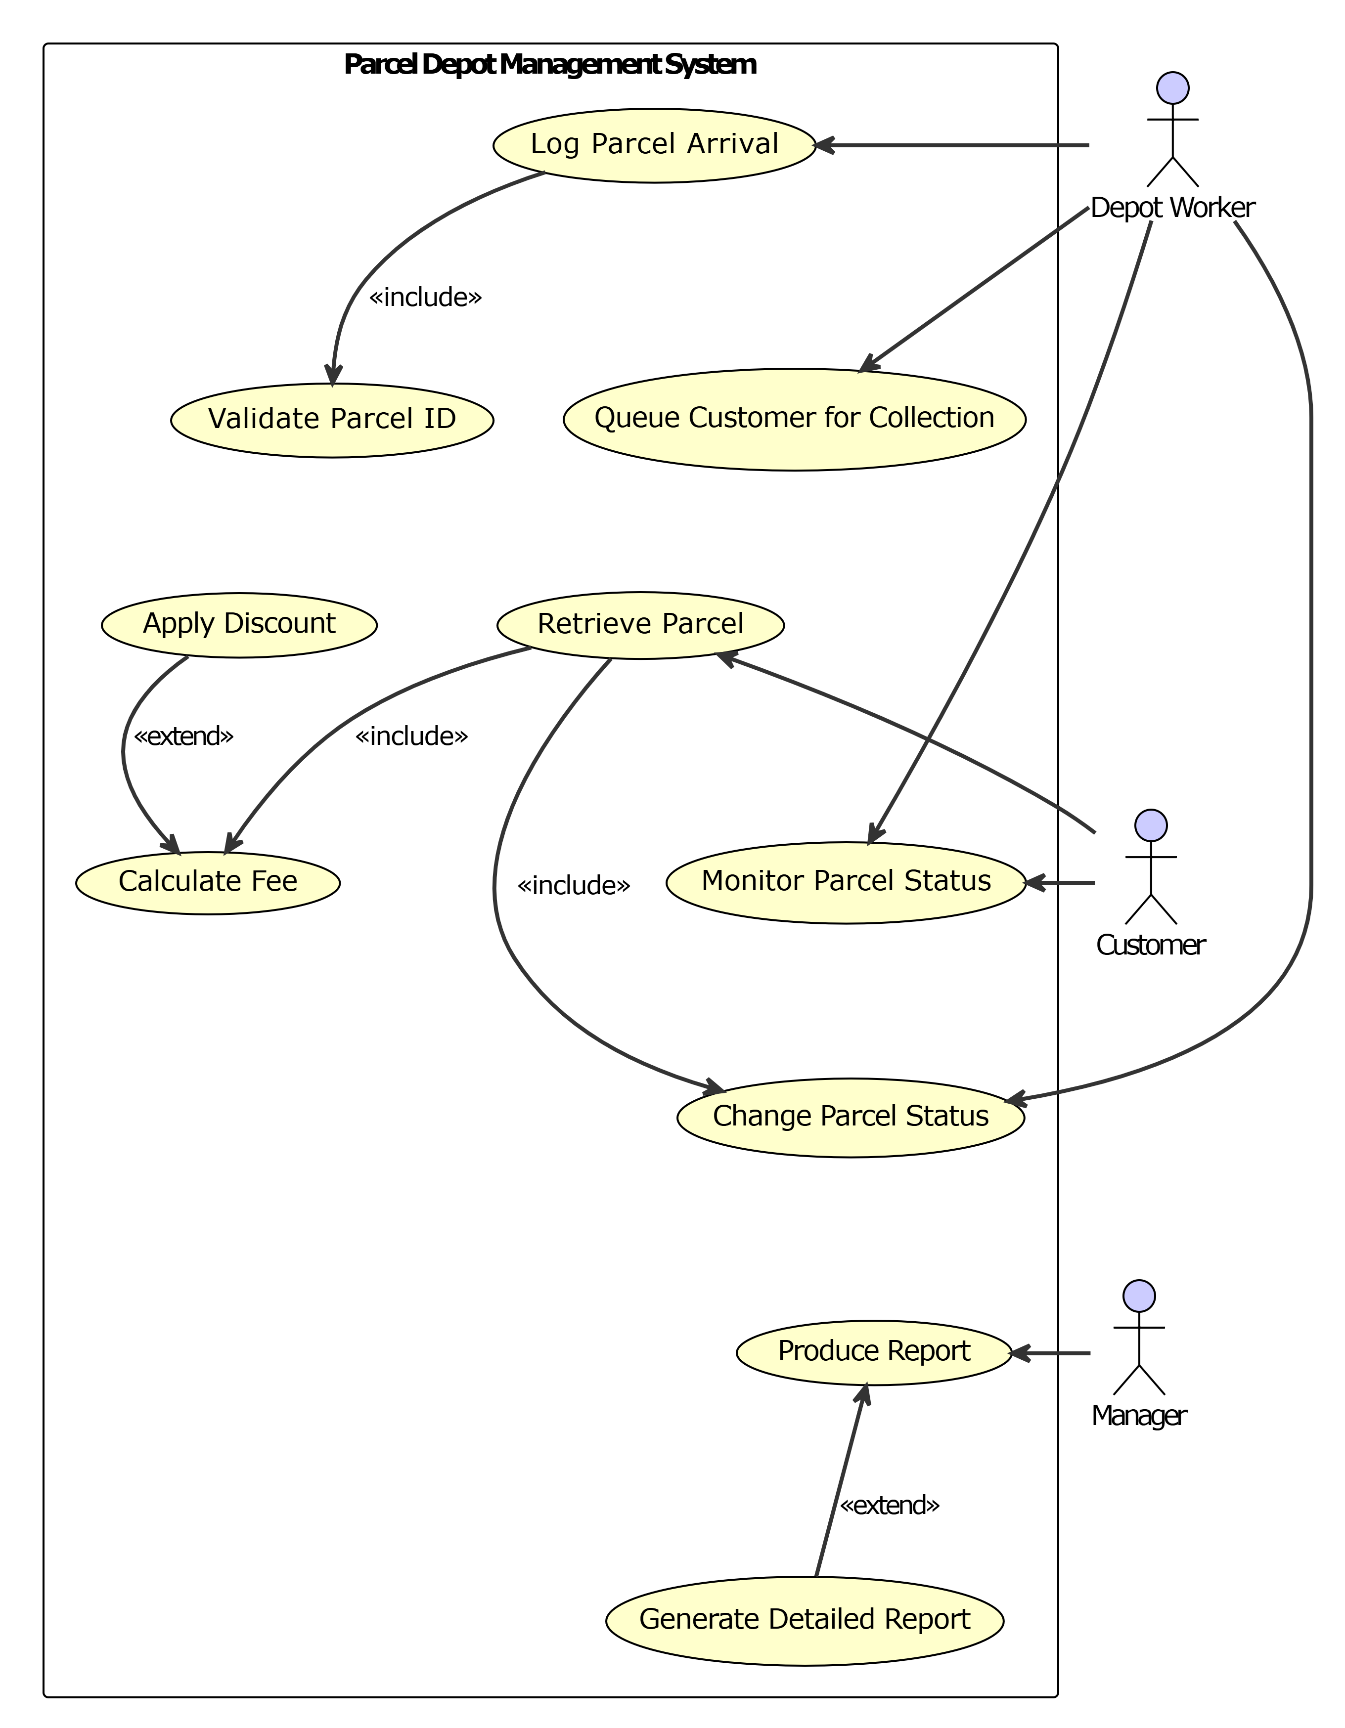 Parcel Depot Management System
Log Parcel Arrival
Depot Worker
«include»
Validate Parcel ID
Queue Customer for Collection
Apply Discount
Retrieve Parcel
«extend»
«include»
Calculate Fee
«include»
Monitor Parcel Status
Customer
Change Parcel Status
Produce Report
Manager
«extend»
Generate Detailed Report